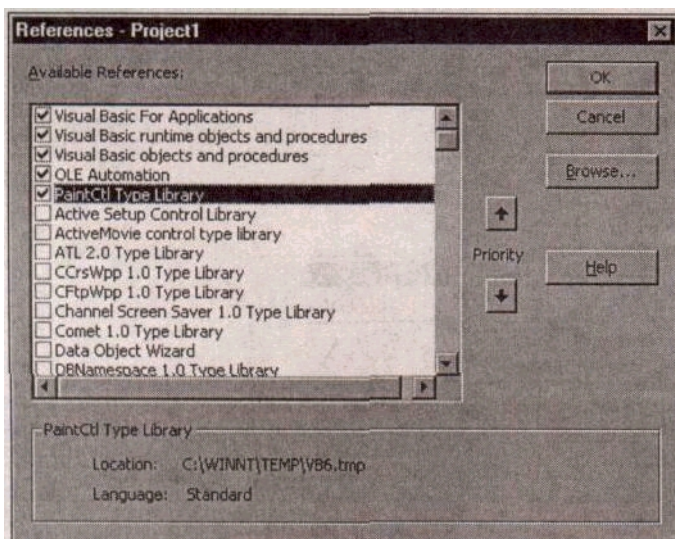 References - Project1
Available References:
OK
Visual Basic For Applications
Cancel
Visual Basic runtime objects and procedures
Visual Basic objects and procedures
OLE Automation
Browse...
PaintCtl Type Library
Active Setup Control Library
ActiveMovie control type library
ATL 2.0 Type Library
Priority
CCrsWpp 1.0 Type Library
Help
CFtpWpp 1.0 Type Library
Channel Screen Saver 1.0 Type Library
Comet 1.0 Type Library
Data Object Wizard
DBNamespace 1.0 Type Library
PaintCtl Type Library
Location: C:\WINNT\TEMP\VB6.tmp
Language: Standard